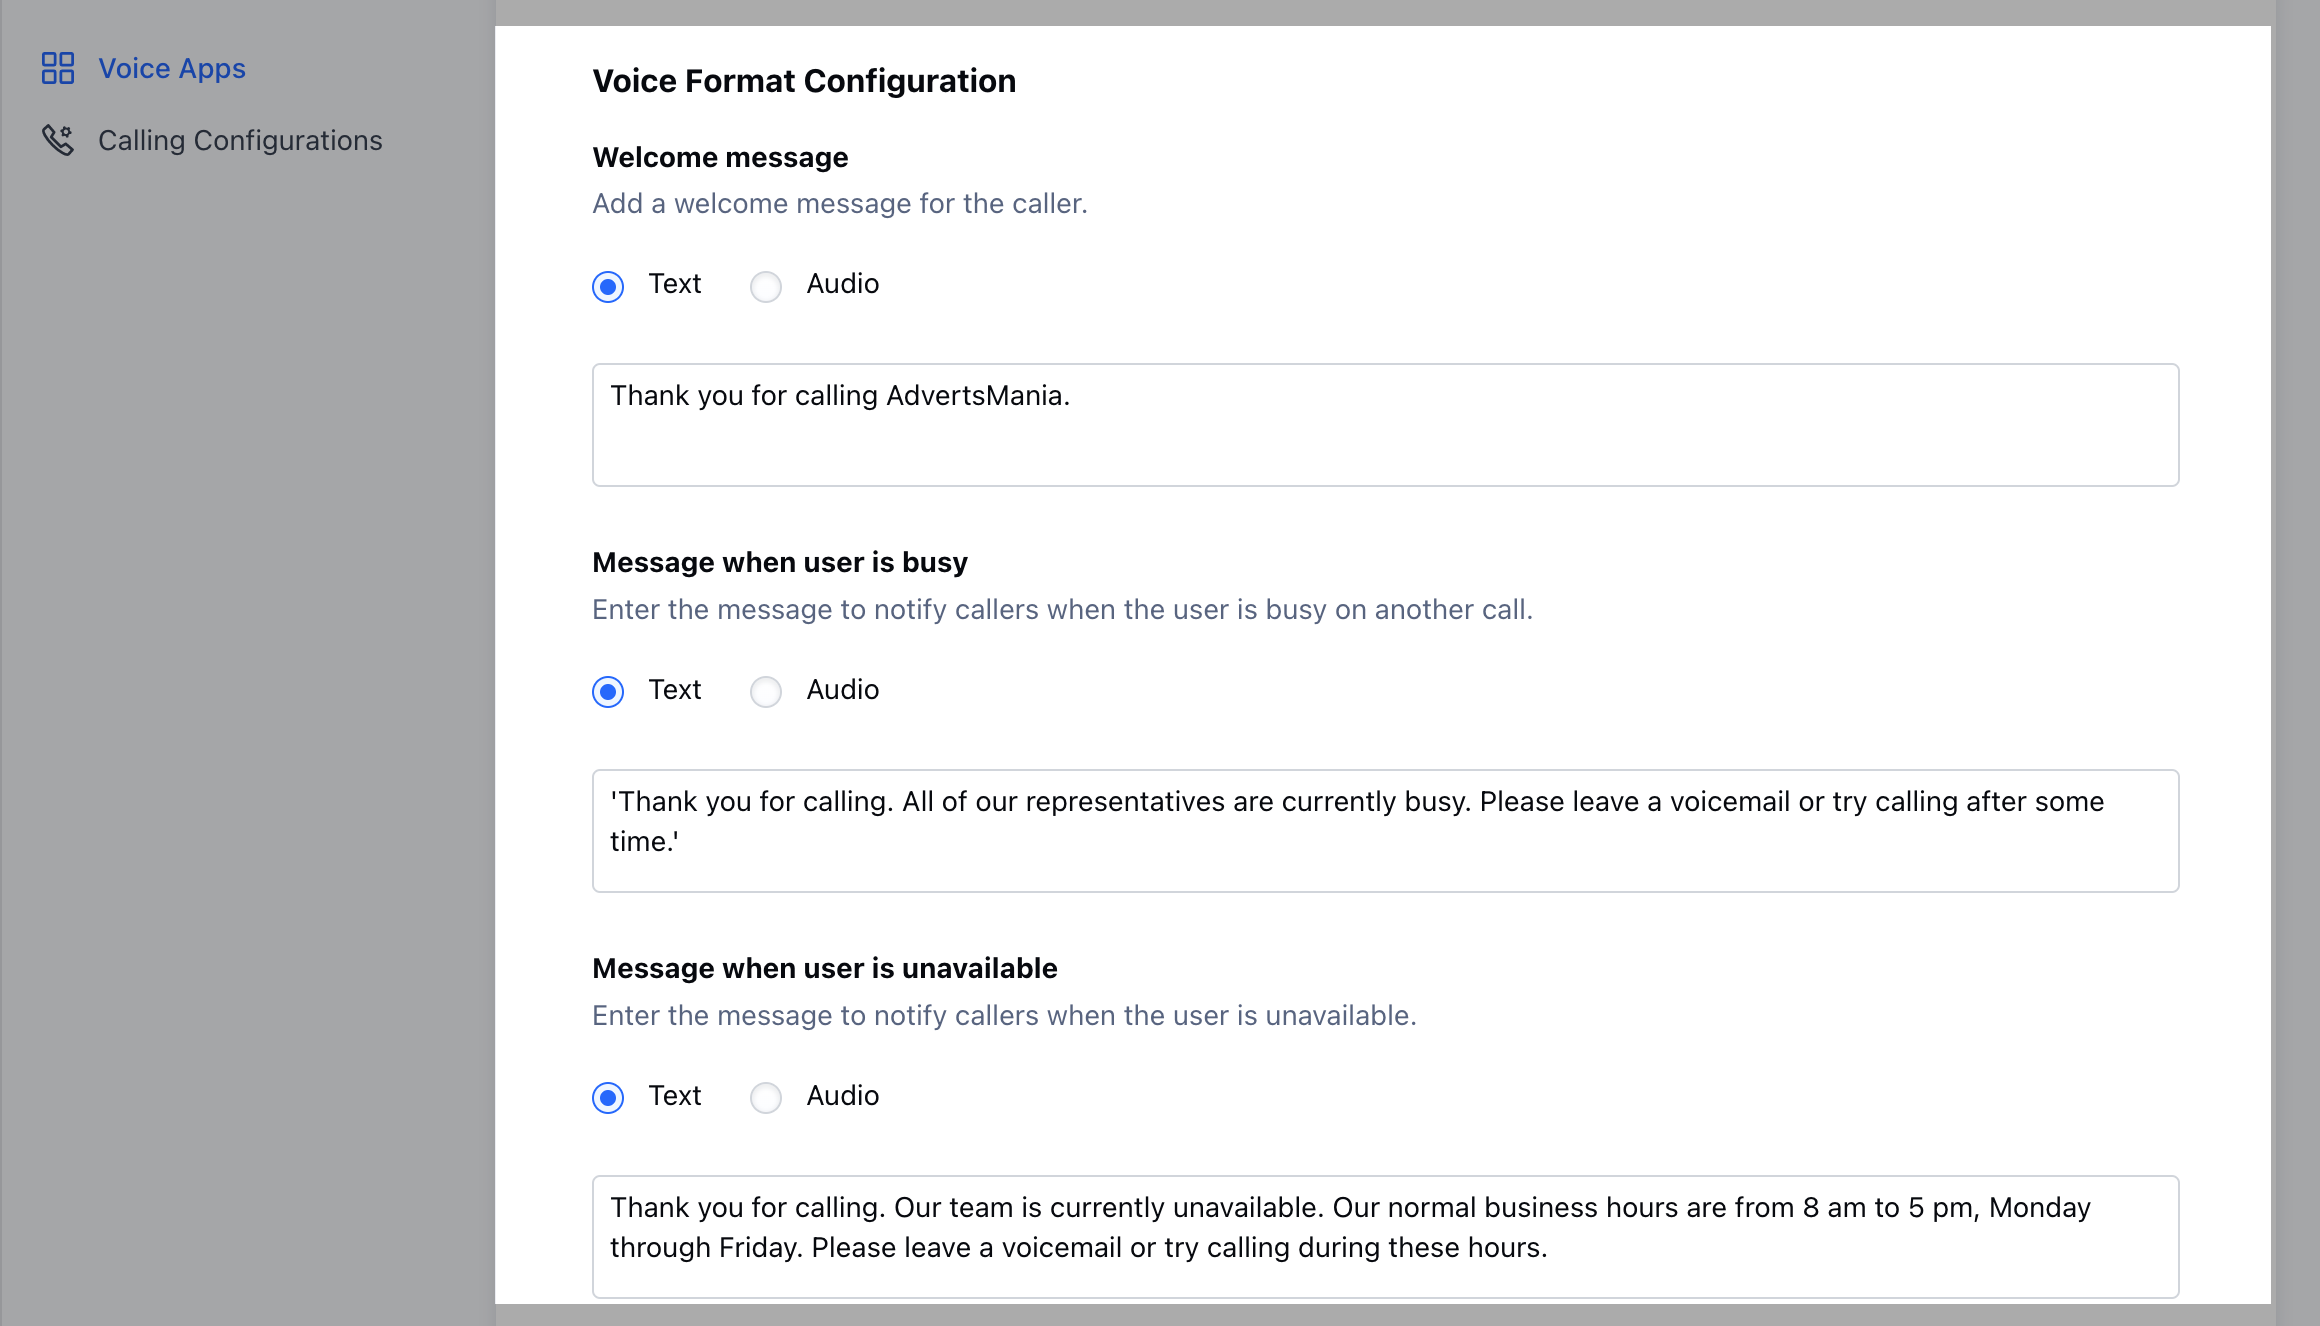 Voice Apps
Calling Configurations
Voice Format Configuration
Welcome message
Add a welcome message for the caller.
Text Audio
Thank you for calling AdvertsMania.
Message when user is busy
Enter the message to notify callers when the user is busy on another call.
Text Audio
'Thank you for calling. All of our representatives are currently busy. Please leave a voicemail or try calling after some
time.'
Message when user is unavailable
Enter the message to notify callers when the user is unavailable.
Text Audio
Thank you for calling. Our team is currently unavailable. Our normal business hours are from 8 am to 5 pm, Monday
through Friday. Please leave a voicemail or try calling during these hours.